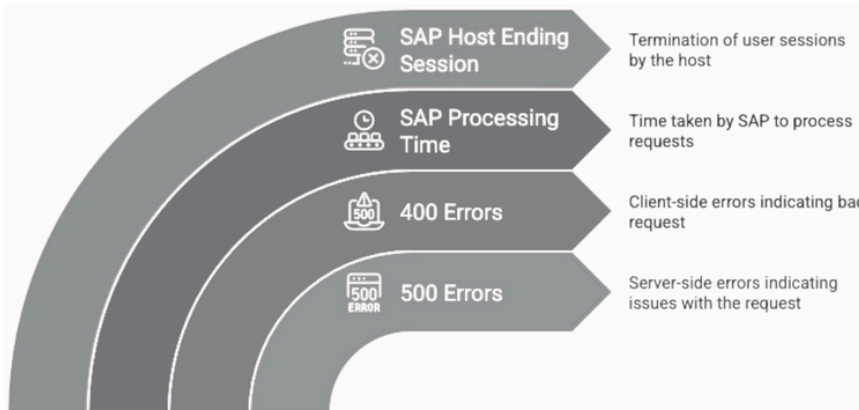 SAP Host Ending
Session
Termination of user sessions
by the host
SAP Processing
Time
Time taken by SAP to process
requests
500
400 Errors
Client-side errors indicating
request
500
ERROR
500 Errors
Server-side errors indicating
issues with the request